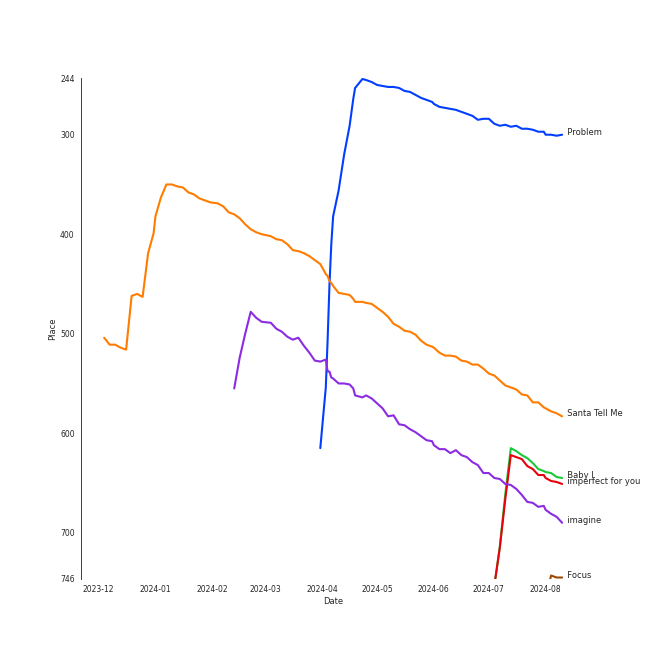 244
300
400
500
600
700
746
Place
2023-12
2024-01
2024-02
2024-03
2024-04
2024-05
2024-06
2024-07
2024-08
Date
Problem
Santa Tell Me
Baby I
imperfect for you
imagine
Focus